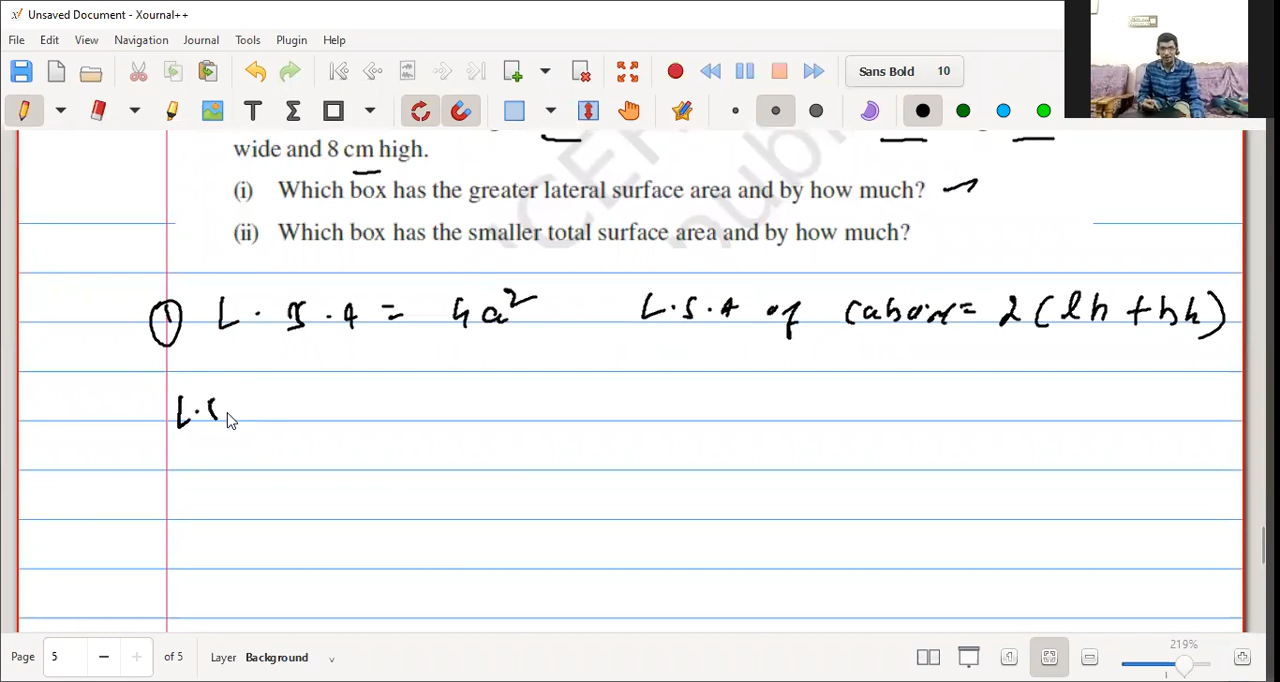 Unsaved Document - Xournal++
File Edit View Navigation Journal Tools Plugin Help
Sans Bold 10
wide and 8 cm high.
(i) Which box has the greater lateral surface area and by how much?
(ii) Which box has the smaller total surface area and by how much?
① L. S. A = 4a² L.S.A of = 2(lh + bh)
L.S
Page 5 of 5 Layer Background 219%